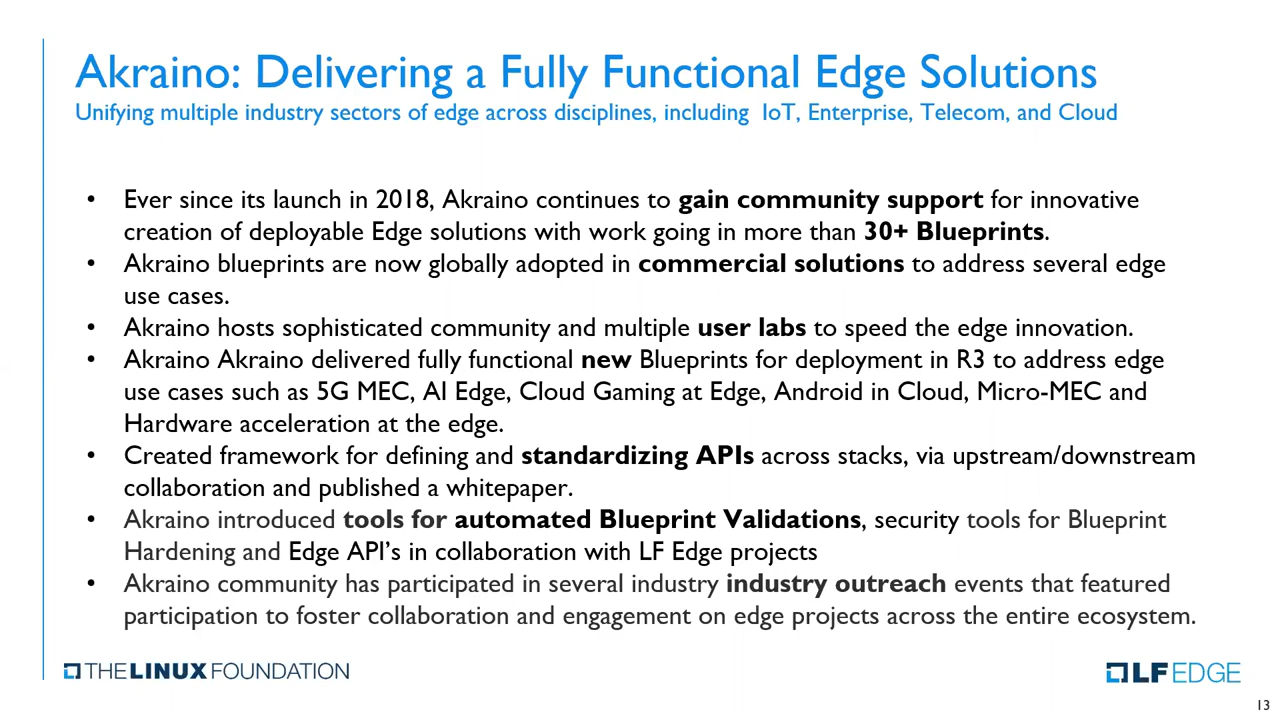 Akraino: Delivering a Fully Functional Edge Solutions
Unifying multiple industry sectors of edge across disciplines, including IoT, Enterprise, Telecom, and Cloud
• Ever since its launch in 2018, Akraino continues to gain community support for innovative
creation of deployable Edge solutions with work going in more than 30+ Blueprints.
• Akraino blueprints are now globally adopted in commercial solutions to address several edge
use cases.
• Akraino hosts sophisticated community and multiple user labs to speed the edge innovation.
• Akraino Akraino delivered fully functional new Blueprints for deployment in R3 to address edge
use cases such as 5G MEC, AI Edge, Cloud Gaming at Edge, Android in Cloud, Micro-MEC and
Hardware acceleration at the edge.
• Created framework for defining and standardizing APIs across stacks, via upstream/downstream
collaboration and published a whitepaper.
• Akraino introduced tools for automated Blueprint Validations, security tools for Blueprint
Hardening and Edge API’s in collaboration with LF Edge projects
• Akraino community has participated in several industry industry outreach events that featured
participation to foster collaboration and engagement on edge projects across the entire ecosystem.
THE LINUX FOUNDATION
LF EDGE
13